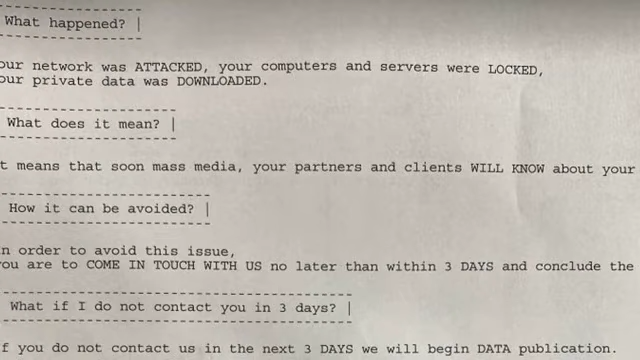 -----------------
What happened? |
-----------------
our network was ATTACKED, your computers and servers were LOCKED,
our private data was DOWNLOADED.
---------------------
What does it mean? |
---------------------
t means that soon mass media, your partners and clients WILL KNOW about your
-------------------------
How it can be avoided? |
-------------------------
n order to avoid this issue,
you are to COME IN TOUCH WITH US no later than within 3 DAYS and conclude the
------------------------------------------
What if I do not contact you in 3 days? |
------------------------------------------
f you do not contact us in the next 3 DAYS we will begin DATA publication.